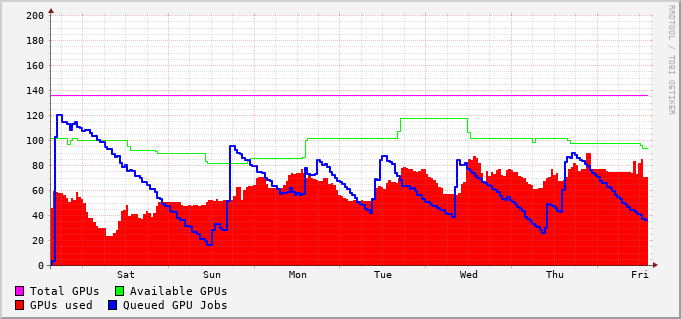 200
180
160
140
120
100
80
60
40
20
0
Sat Sun Mon Tue Wed Thu Fri
Total GPUs Available GPUs
GPUs used Queued GPU Jobs
RRDTOOL / TOBI OETIKER